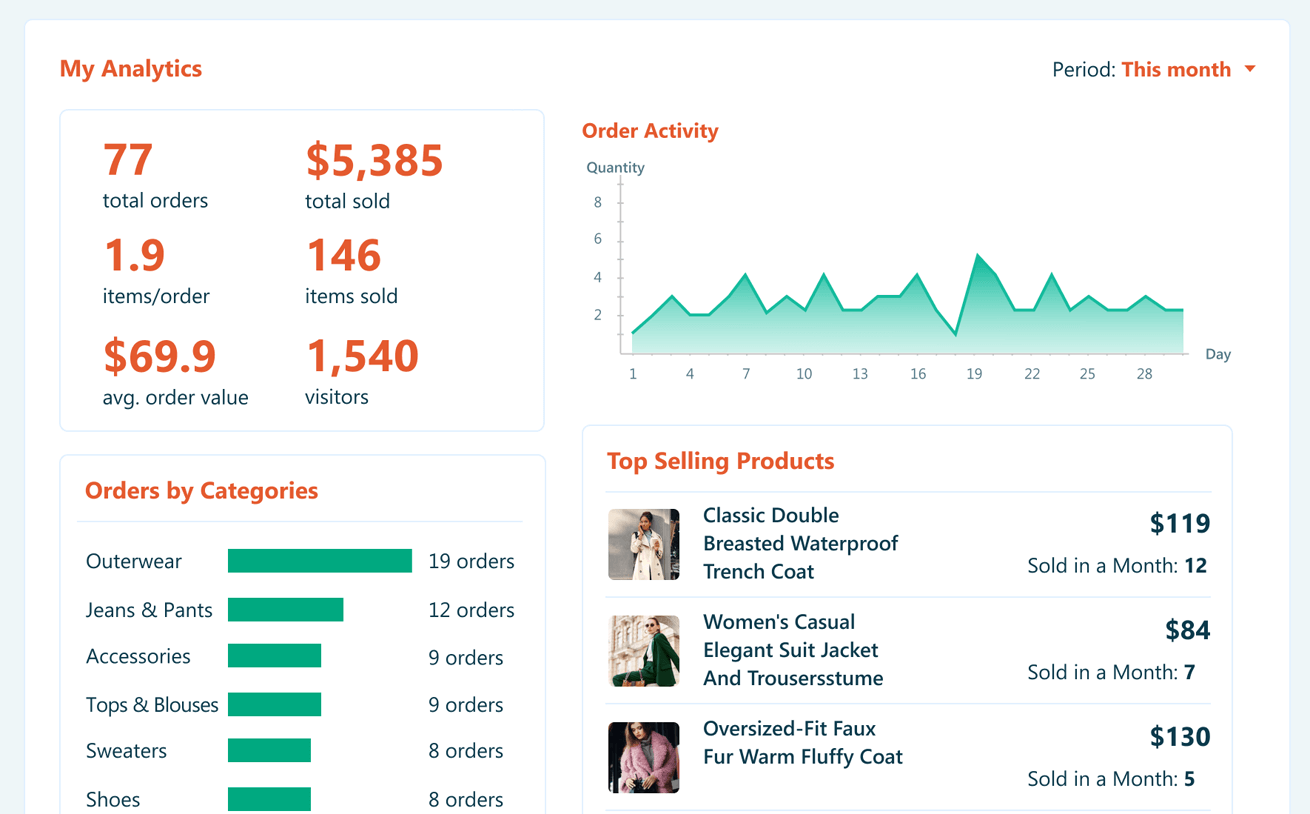 My Analytics
Period: This month
77
total orders
$5,385
total sold
1.9
items/order
146
items sold
$69.9
avg. order value
1,540
visitors
Order Activity
Quantity
8
6
4
2
1 4 7 10 13 16 19 22 25 28
Day
Orders by Categories
Outerwear 19 orders
Jeans & Pants 12 orders
Accessories 9 orders
Tops & Blouses 9 orders
Sweaters 8 orders
Shoes 8 orders
Top Selling Products
Classic Double
Breasted Waterproof
Trench Coat
$119
Sold in a Month: 12
Women's Casual
Elegant Suit Jacket
And Trousersstume
$84
Sold in a Month: 7
Oversized-Fit Faux
Fur Warm Fluffy Coat
$130
Sold in a Month: 5